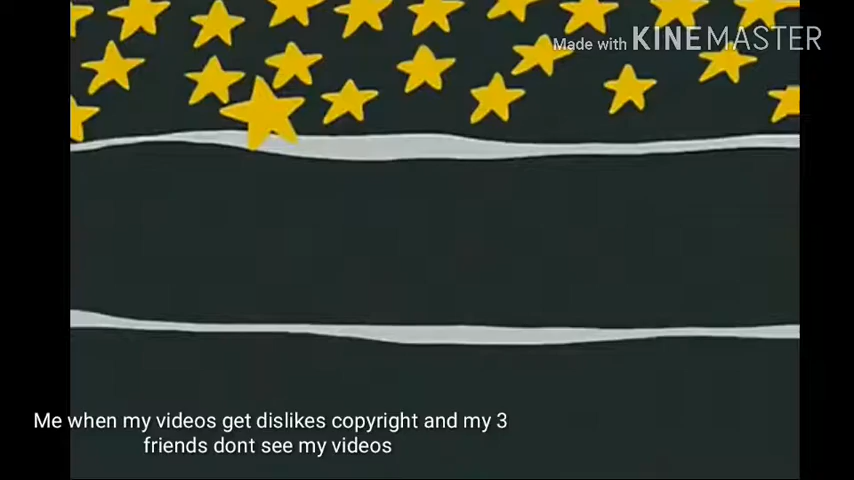 Made with KINEMASTER
Me when my videos get dislikes copyright and my 3
friends dont see my videos